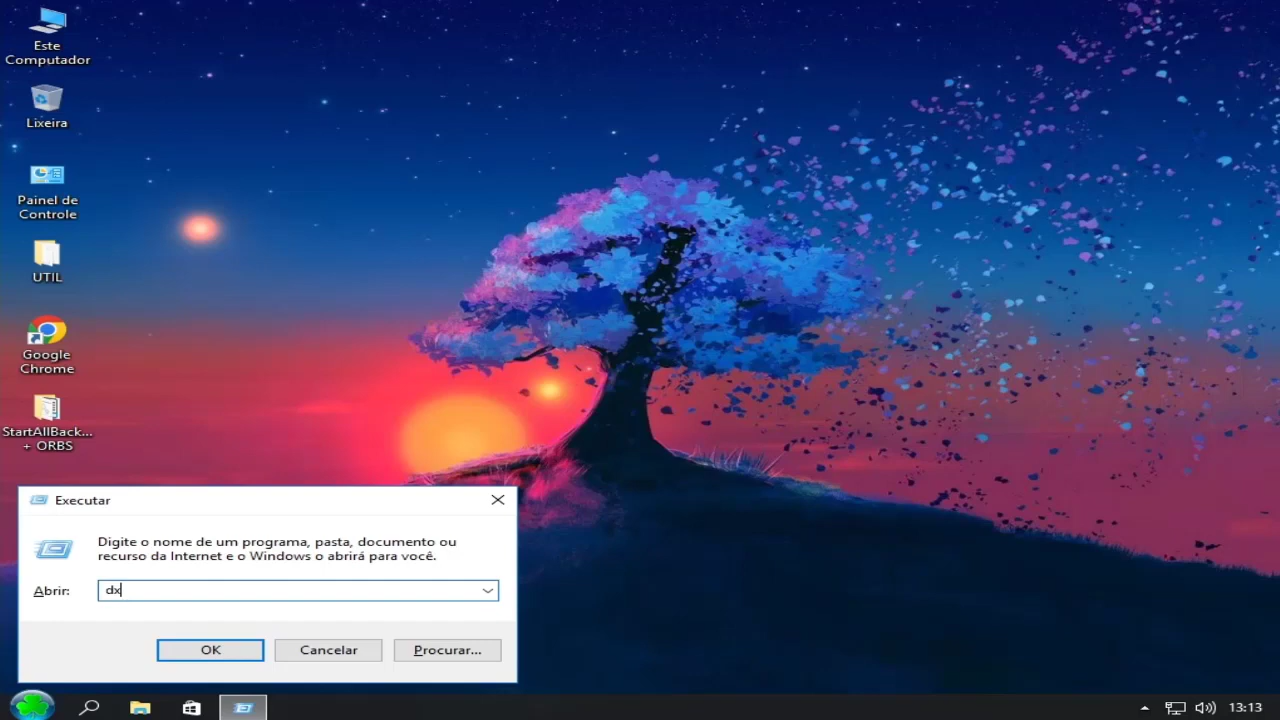 Este
Computador
Lixeira
Painel de
Controle
UTIL
Google
Chrome
StartAllBack...
+ ORBS
Executar
Digite o nome de um programa, pasta, documento ou
recurso da Internet e o Windows o abrirá para você.
Abrir:
dx
OK
Cancelar
Procurar...
13:13